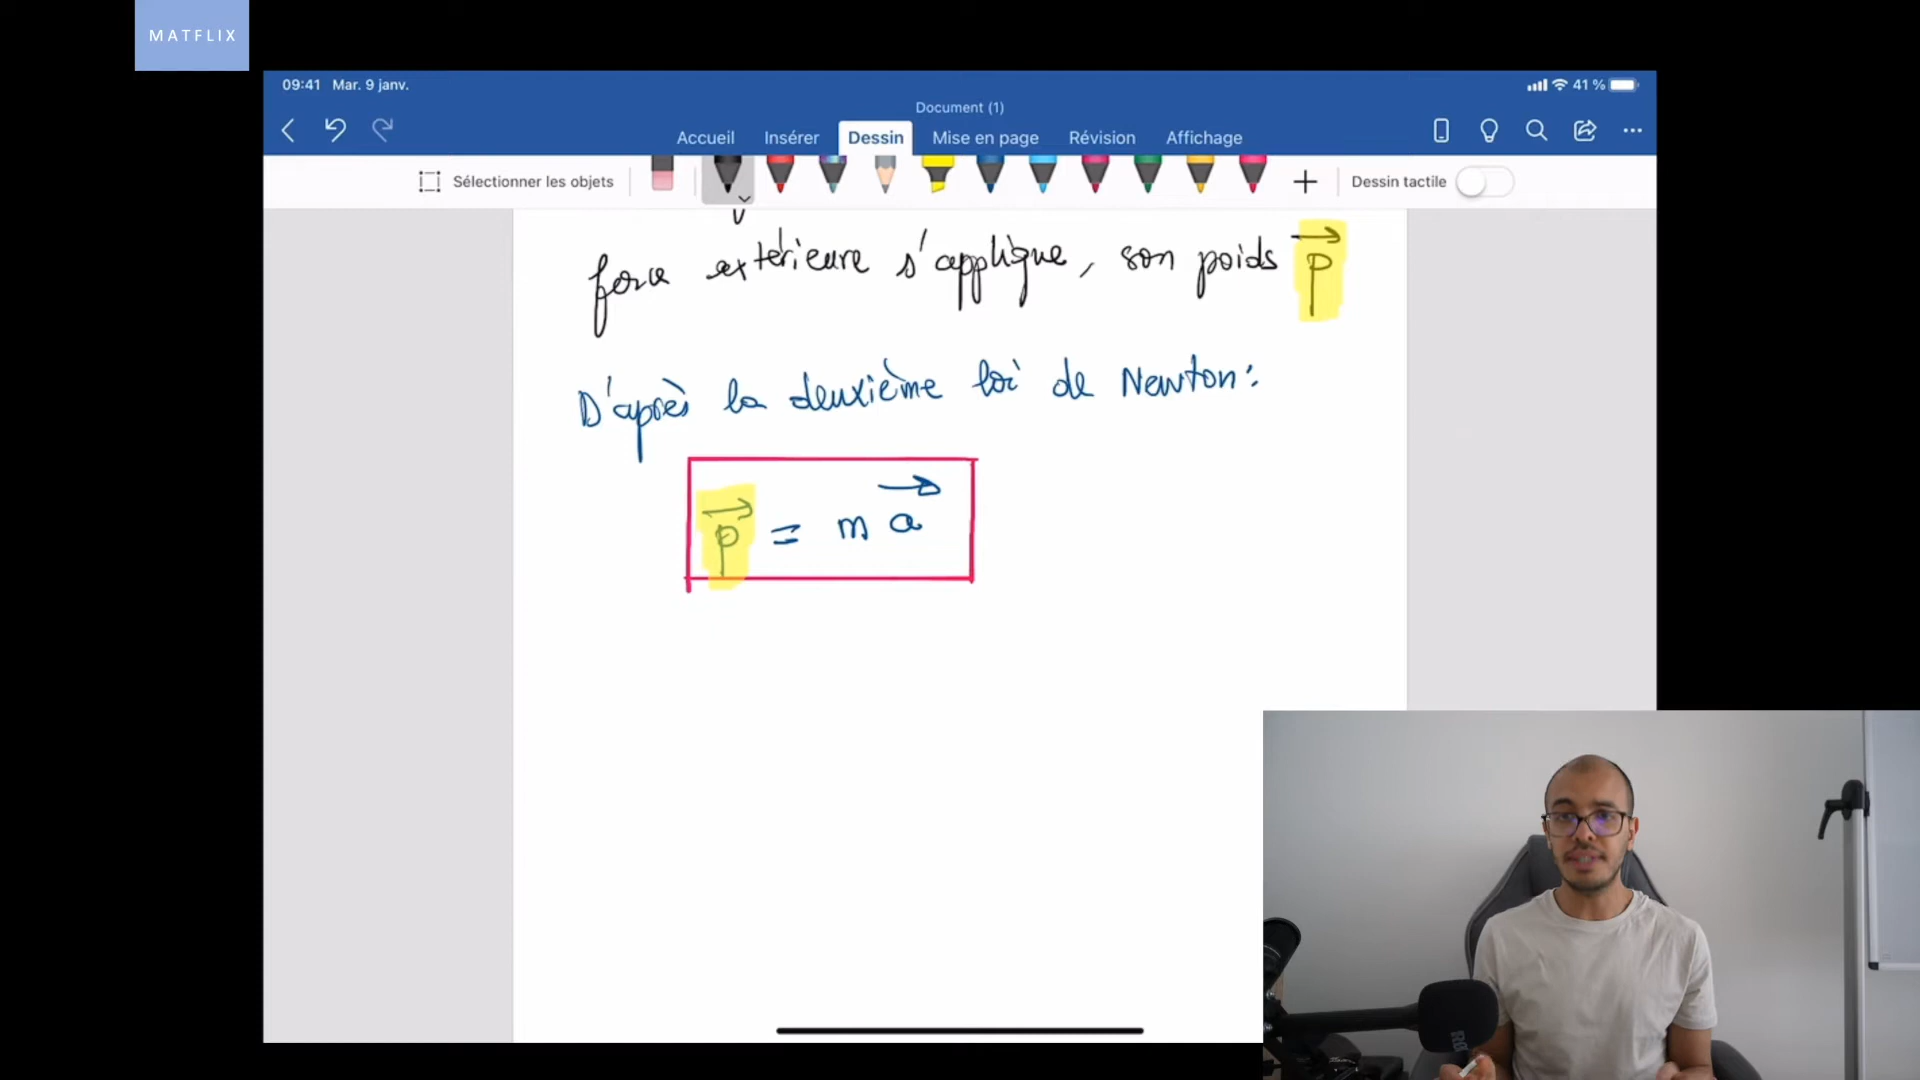 MATFLIX
09:41 Mar. 9 janv.
41 %
Document (1)
Accueil Insérer Dessin Mise en page Révision Affichage
Sélectionner les objets
Dessin tactile
force extérieure s'applique, son poids P
D'après la deuxième loi de Newton :
P = m a